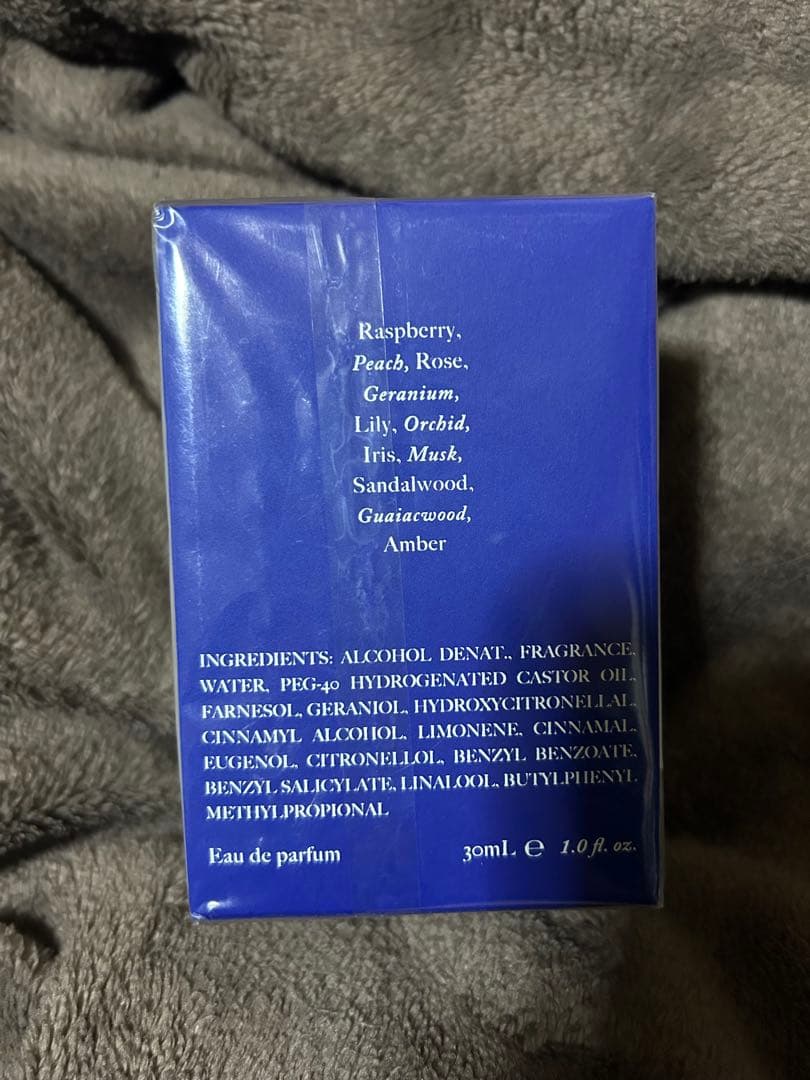 Raspberry,
Peach, Rose,
Geranium,
Lily, Orchid,
Iris, Musk,
Sandalwood,
Guaiacwood,
Amber
INGREDIENTS: ALCOHOL DENAT., FRAGRANCE,
WATER, PEG-40 HYDROGENATED CASTOR OIL,
FARNESOL, GERANIOL, HYDROXYCITRONELLAL,
CINNAMYL ALCOHOL, LIMONENE, CINNAMAL,
EUGENOL, CITRONELLOL, BENZYL BENZOATE,
BENZYL SALICYLATE, LINALOOL, BUTYLPHENYL
METHYLPROPIONAL
Eau de parfum 30mL ℮ 1.0 fl. oz.